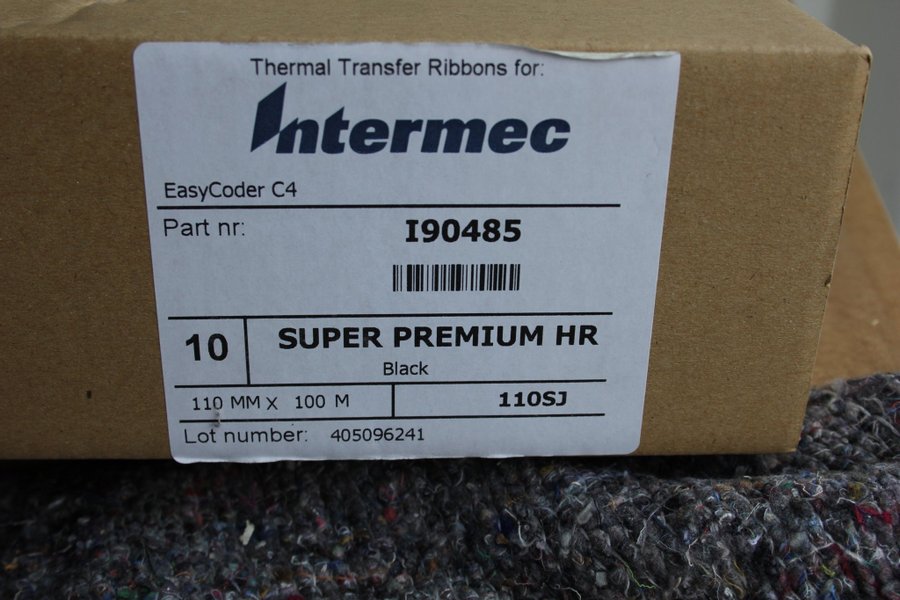 Thermal Transfer Ribbons for:
Intermec
EasyCoder C4
Part nr: I90485
10 SUPER PREMIUM HR
Black
110 MM X 100 M 110SJ
Lot number: 405096241